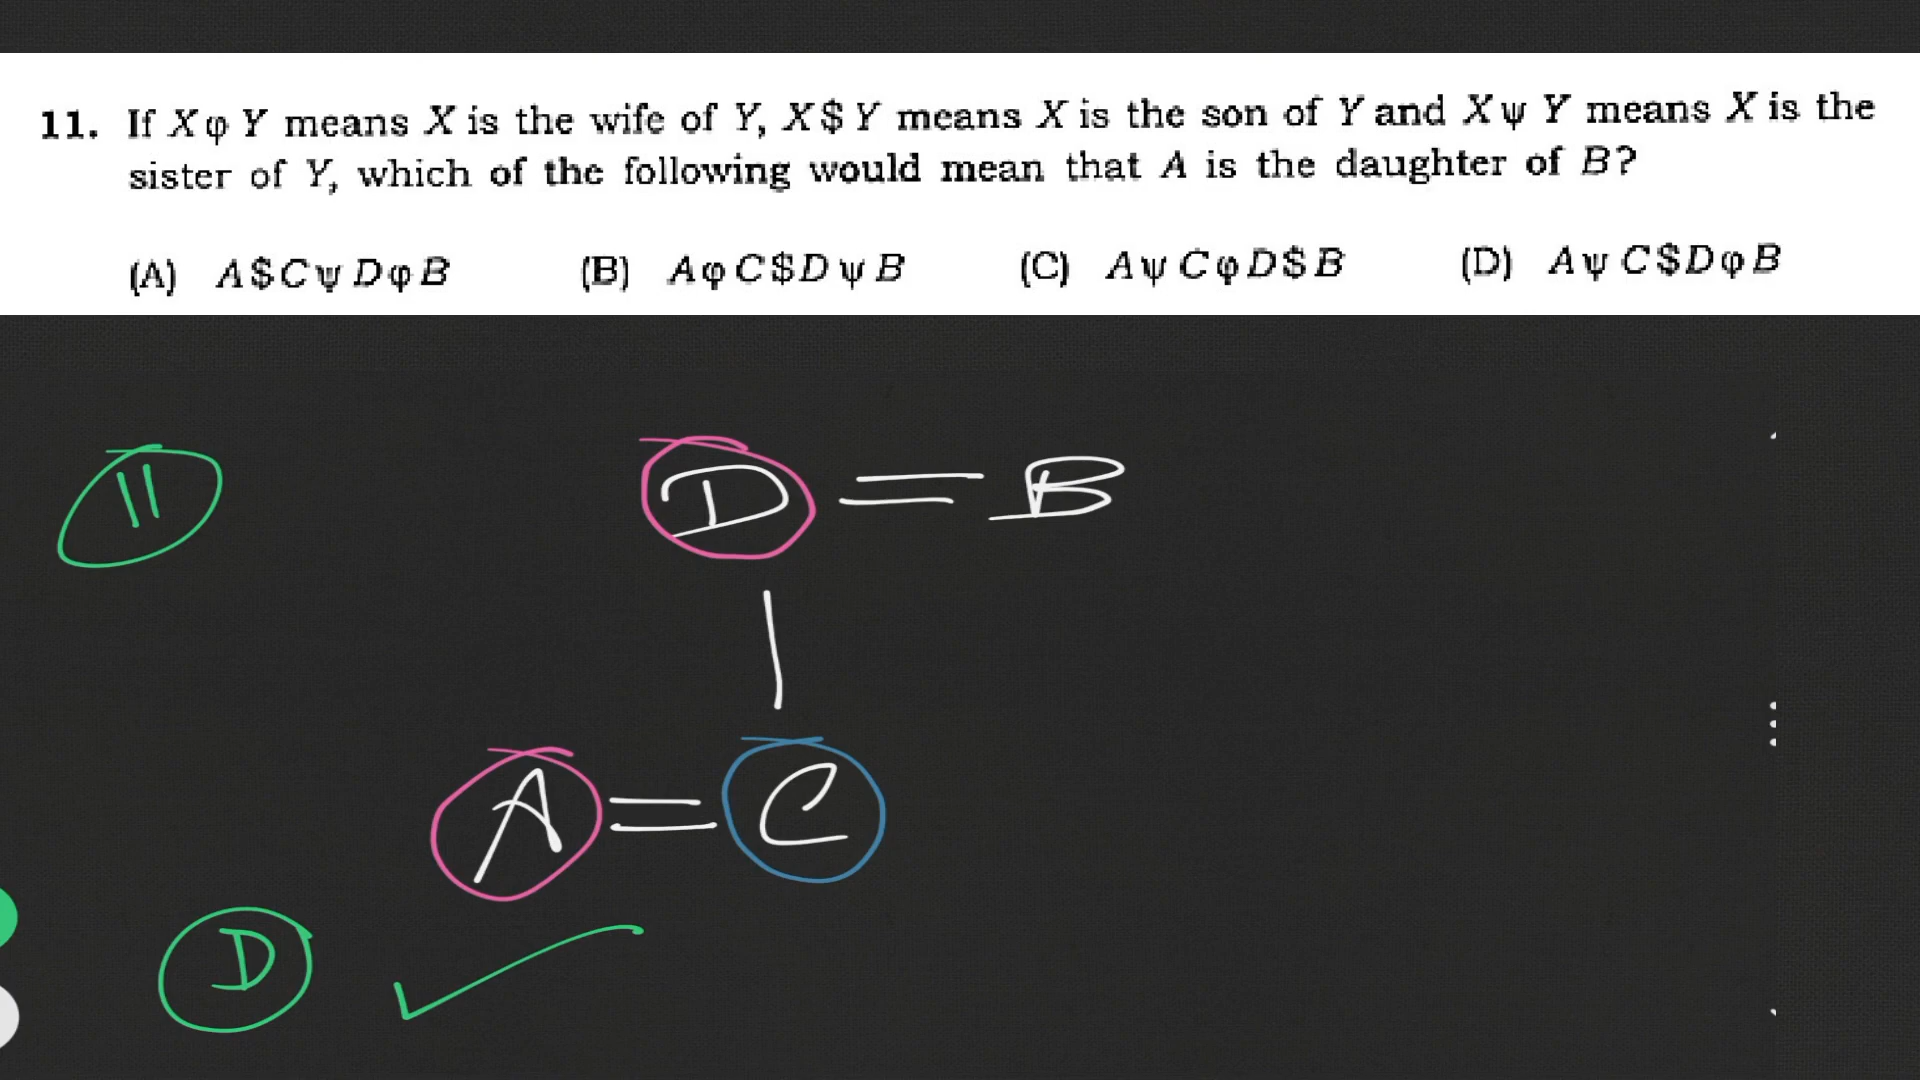 11. If X φ Y means X is the wife of Y, X $ Y means X is the son of Y and X ψ Y means X is the
sister of Y, which of the following would mean that A is the daughter of B?
(A) A $ C ψ D φ B (B) A φ C $ D ψ B (C) A ψ C φ D $ B (D) A ψ C $ D φ B
11
D = B
|
A = C
D ✓